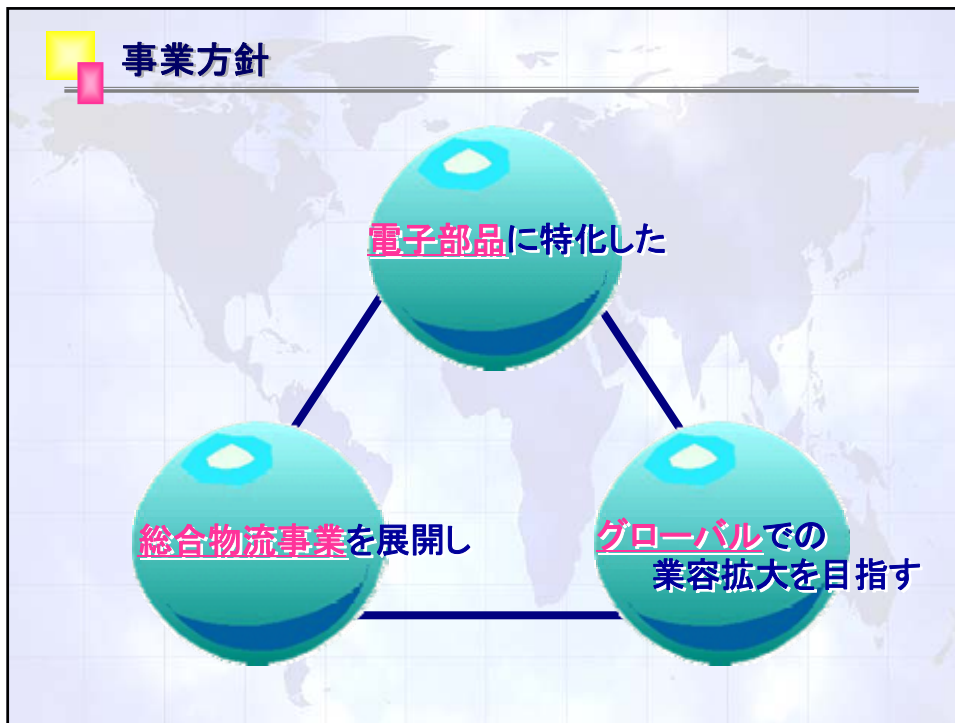 事業方針
電子部品に特化した
総合物流事業を展開し
グローバルでの
業容拡大を目指す